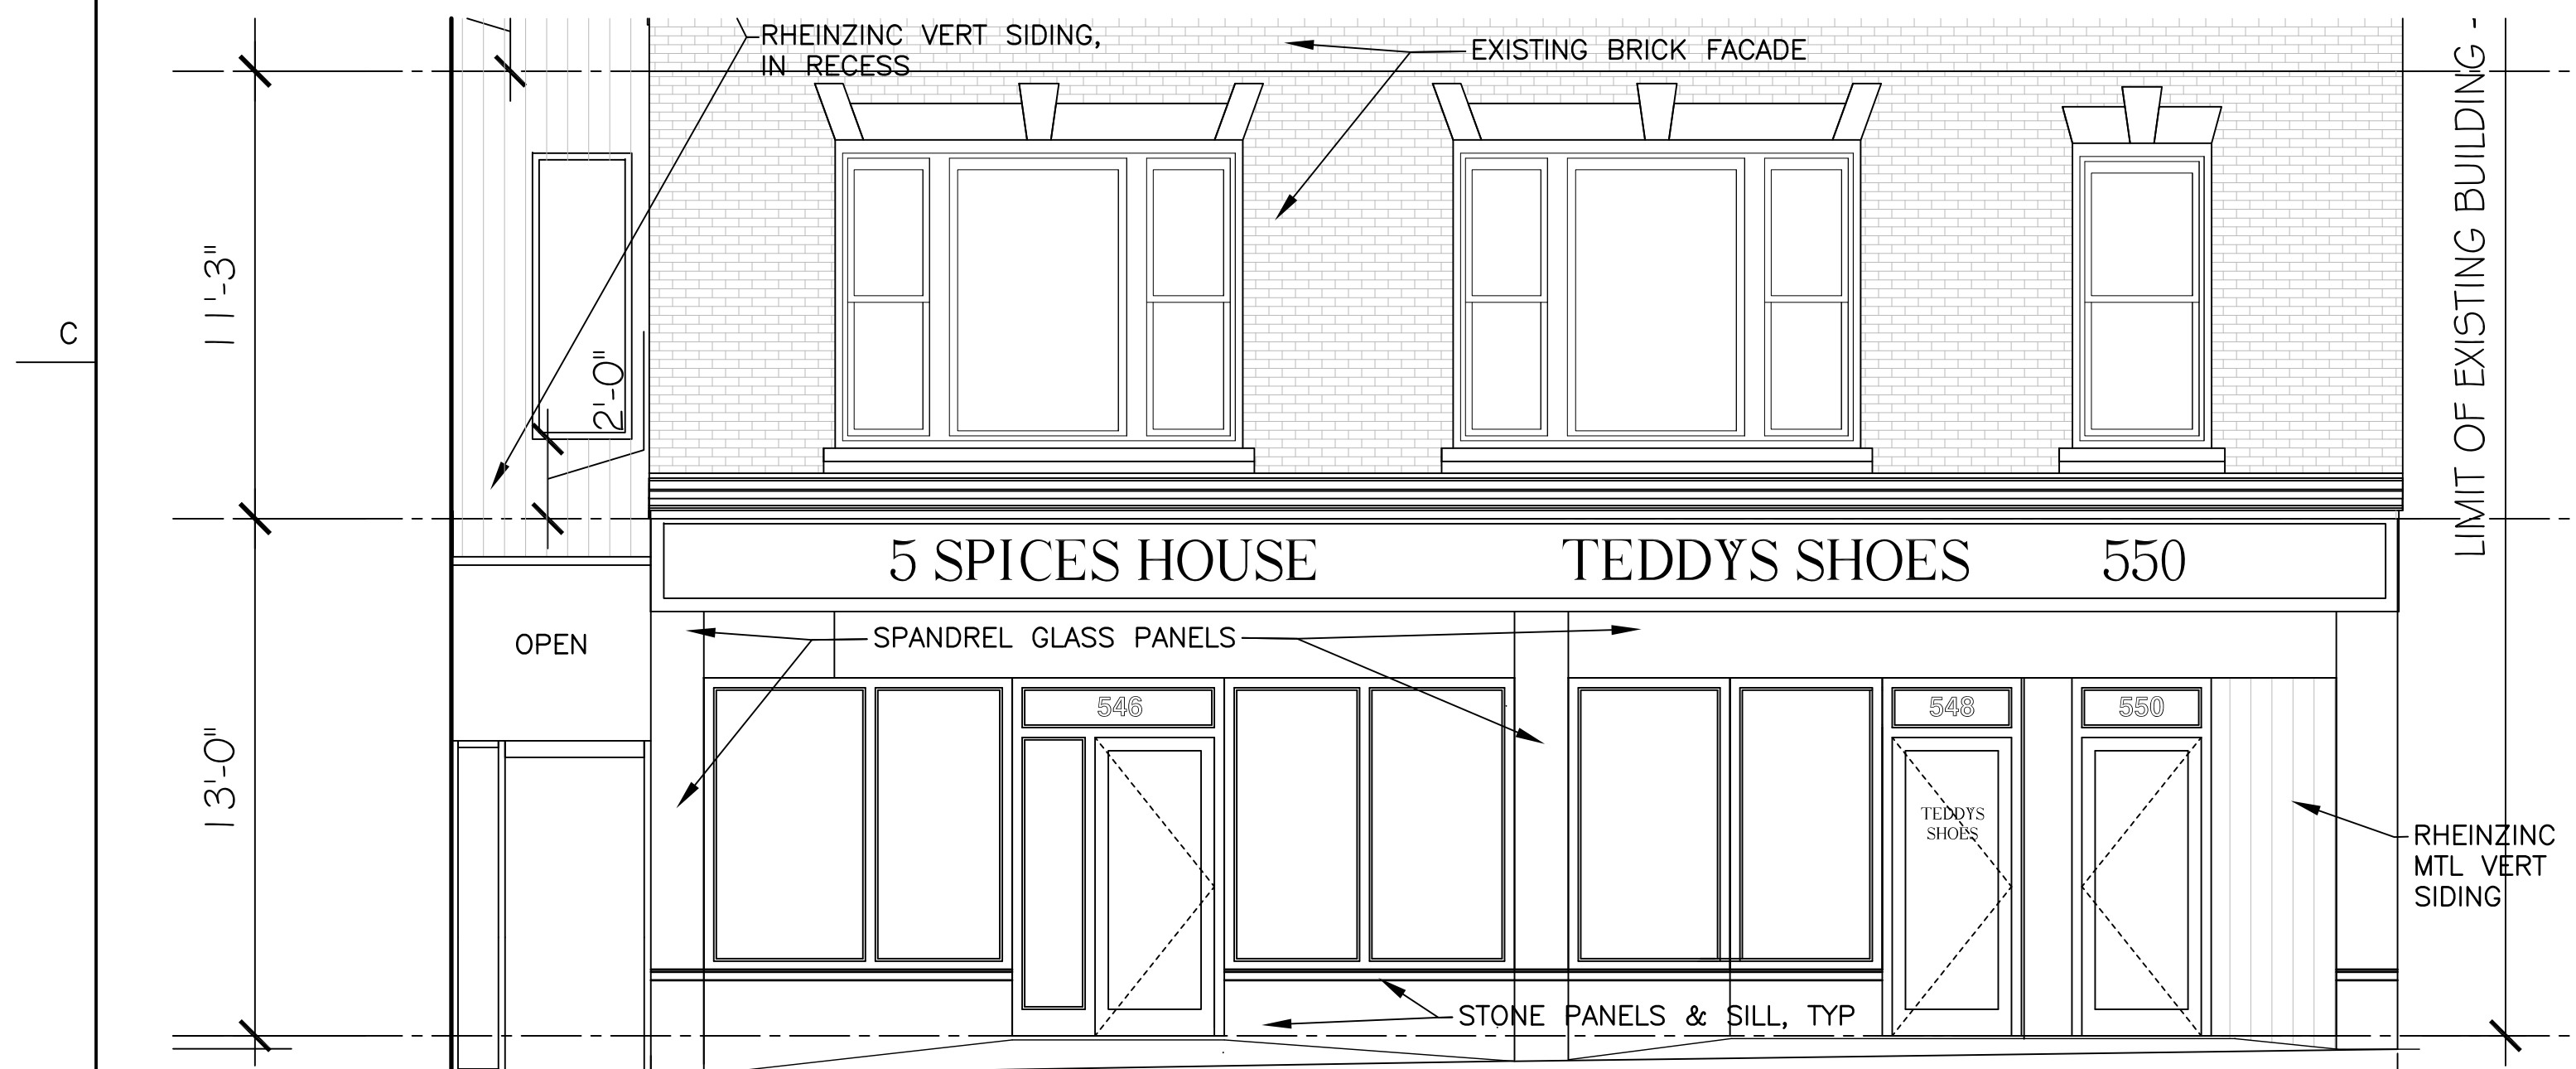 RHEINZINC VERT SIDING,
IN RECESS
EXISTING BRICK FACADE
LIMIT OF EXISTING BUILDING -
11'-3"
C
2'-0"
5 SPICES HOUSE TEDDYS SHOES 550
OPEN
SPANDREL GLASS PANELS
546 548 550
13'-0"
TEDDYS
SHOES
RHEINZINC
MTL VERT
SIDING
STONE PANELS & SILL, TYP